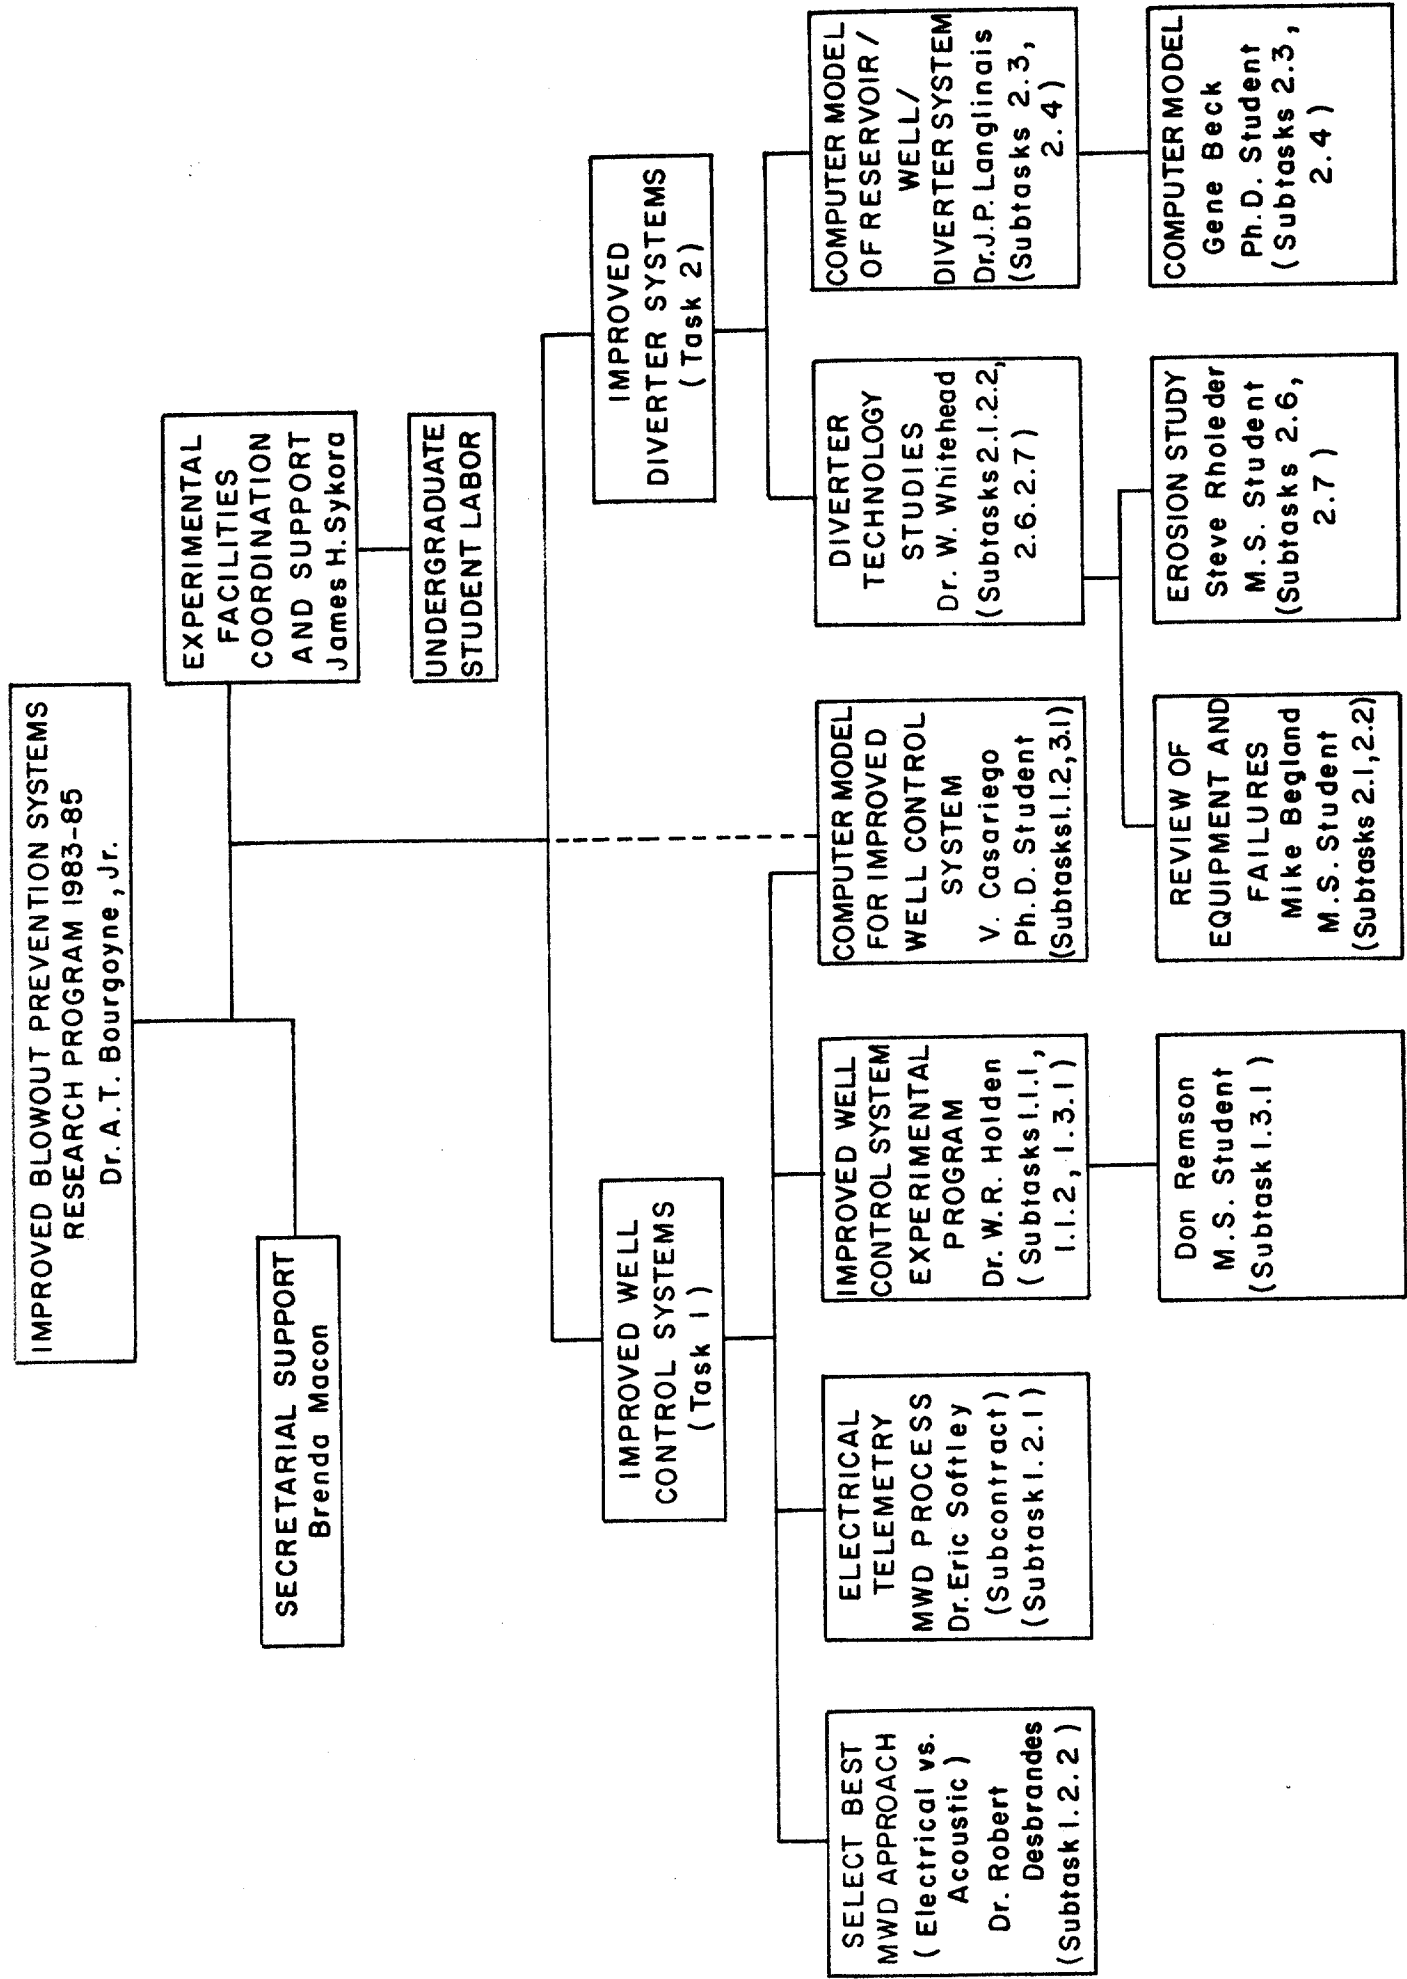 IMPROVED BLOWOUT PREVENTION SYSTEMS
RESEARCH PROGRAM 1983-85
Dr. A.T. Bourgoyne, Jr.
SECRETARIAL SUPPORT
Brenda Macon
EXPERIMENTAL
FACILITIES
COORDINATION
AND SUPPORT
James H. Sykora
UNDERGRADUATE
STUDENT LABOR
IMPROVED WELL
CONTROL SYSTEMS
(Task 1)
IMPROVED
DIVERTER SYSTEMS
(Task 2)
SELECT BEST
MWD APPROACH
(Electrical vs.
Acoustic)
Dr. Robert
Desbrandes
(Subtask 1.2.2)
ELECTRICAL
TELEMETRY
MWD PROCESS
Dr. Eric Softley
(Subcontract)
(Subtask 1.2.1)
IMPROVED WELL
CONTROL SYSTEM
EXPERIMENTAL
PROGRAM
Dr. W.R. Holden
(Subtasks 1.1.1,
1.1.2, 1.3.1)
COMPUTER MODEL
FOR IMPROVED
WELL CONTROL
SYSTEM
V. Casariego
Ph.D. Student
(Subtasks 1.1.2, 3.1)
DIVERTER
TECHNOLOGY
STUDIES
Dr. W. Whitehead
(Subtasks 2.1.2.2,
2.6.2.7)
COMPUTER MODEL
OF RESERVOIR/
WELL/
DIVERTER SYSTEM
Dr. J.P. Langlinais
(Subtasks 2.3,
2.4)
Don Remson
M.S. Student
(Subtask 1.3.1)
REVIEW OF
EQUIPMENT AND
FAILURES
Mike Begland
M.S. Student
(Subtasks 2.1, 2.2)
EROSION STUDY
Steve Rholeder
M.S. Student
(Subtasks 2.6,
2.7)
COMPUTER MODEL
Gene Beck
Ph.D. Student
(Subtasks 2.3,
2.4)